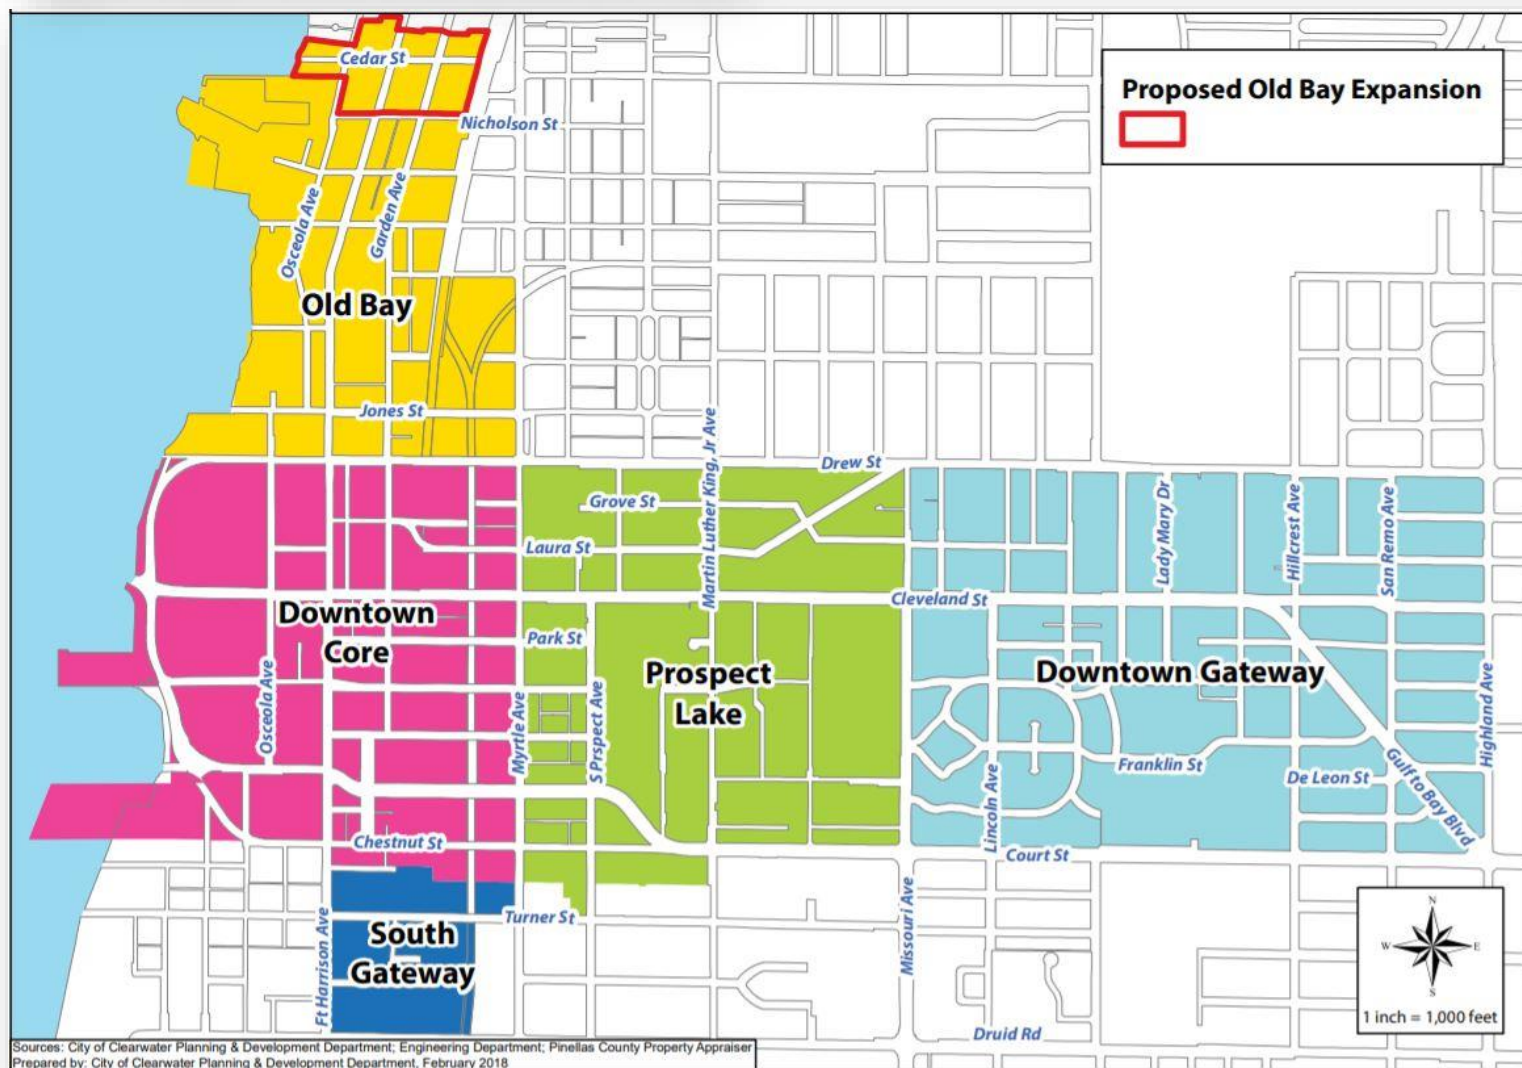 Proposed Old Bay Expansion
Cedar St
Nicholson St
Osceola Ave
Garden Ave
Old Bay
Jones St
Martin Luther King, Jr Ave
Drew St
Grove St
Laura St
Lady Mary Dr
Hillcrest Ave
San Remo Ave
Cleveland St
Downtown
Core
Park St
Prospect
Lake
Downtown Gateway
Osceola Ave
Myrtle Ave
S Prspect Ave
Highland Ave
Franklin St
De Leon St
Gulf to Bay Blvd
Lincoln Ave
Chestnut St
Court St
Missouri Ave
Turner St
South
Gateway
Ft Harrison Ave
Druid Rd
N
W
E
S
1 inch = 1,000 feet
Sources: City of Clearwater Planning & Development Department; Engineering Department; Pinellas County Property Appraiser
Prepared by: City of Clearwater Planning & Development Department, February 2018